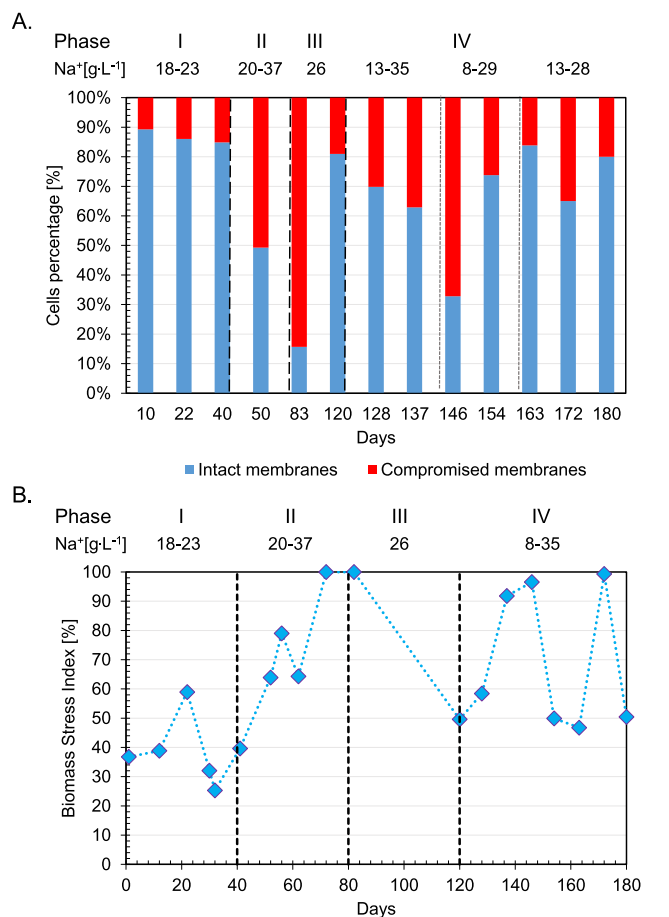 A.
Phase I II III IV
Na⁺[g·L⁻¹] 18-23 20-37 26 13-35 8-29 13-28
100%
90%
80%
70%
60%
50%
40%
30%
20%
10%
0%
Cells percentage [%]
10 22 40 50 83 120 128 137 146 154 163 172 180
Days
Intact membranes Compromised membranes
B.
Phase I II III IV
Na⁺[g·L⁻¹] 18-23 20-37 26 8-35
100
90
80
70
60
50
40
30
20
10
0
Biomass Stress Index [%]
0 20 40 60 80 100 120 140 160 180
Days